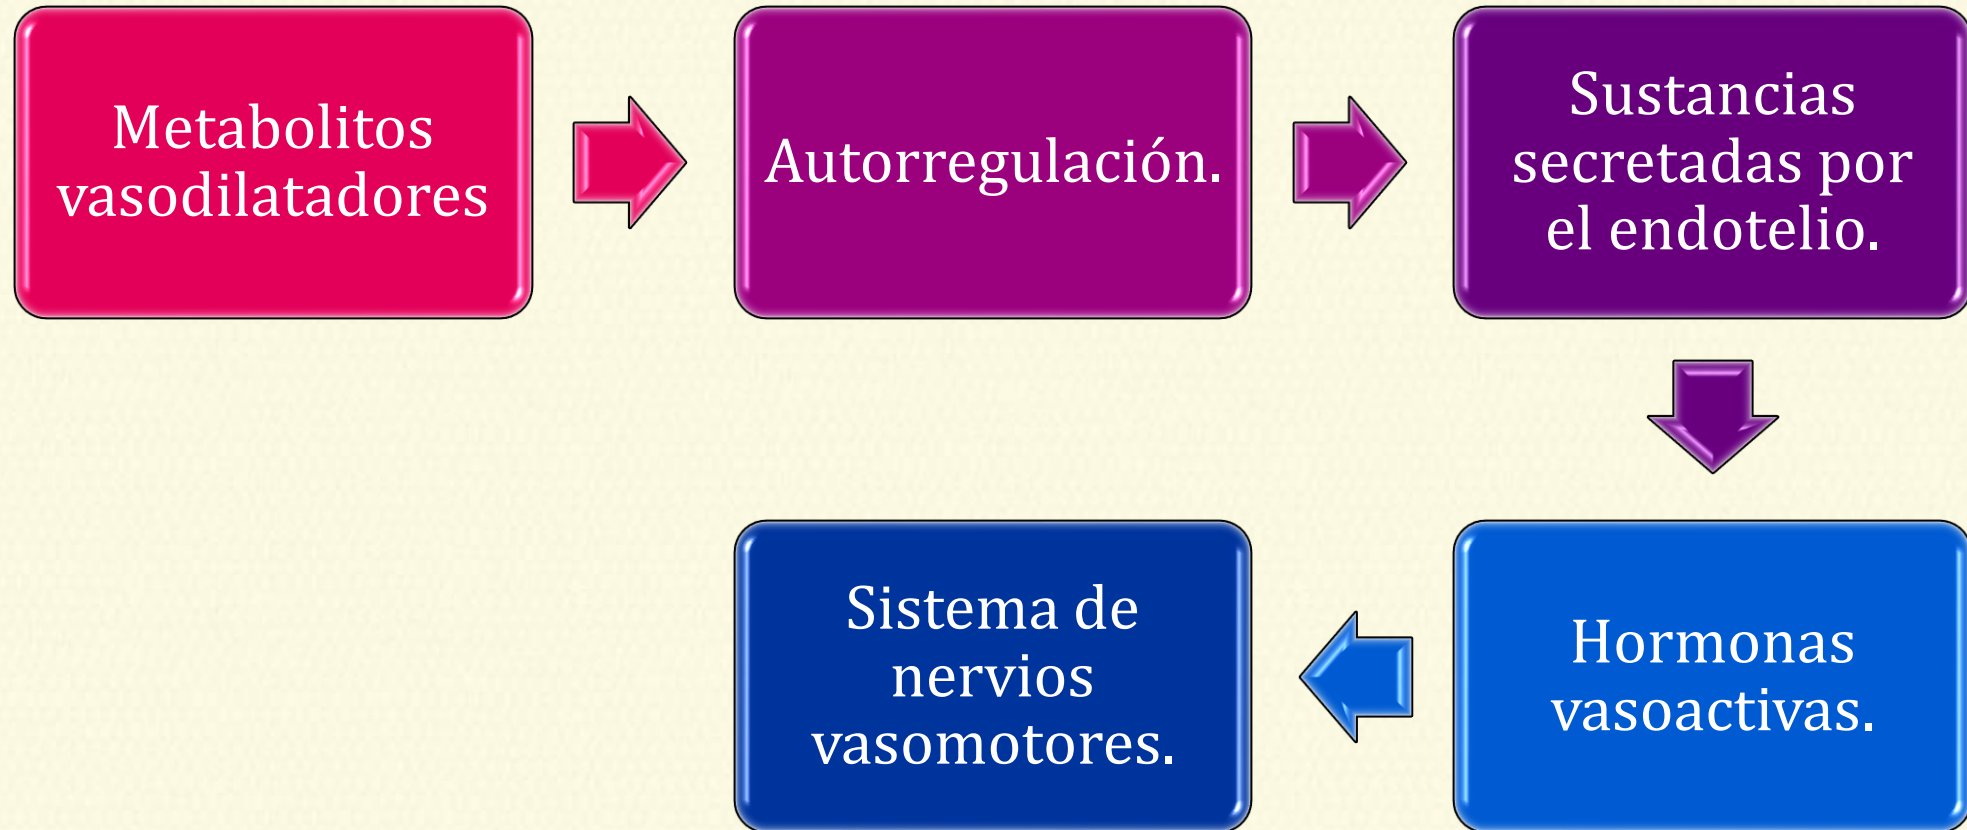 Metabolitos
vasodilatadores
Autorregulación.
Sustancias
secretadas por
el endotelio.
Hormonas
vasoactivas.
Sistema de
nervios
vasomotores.